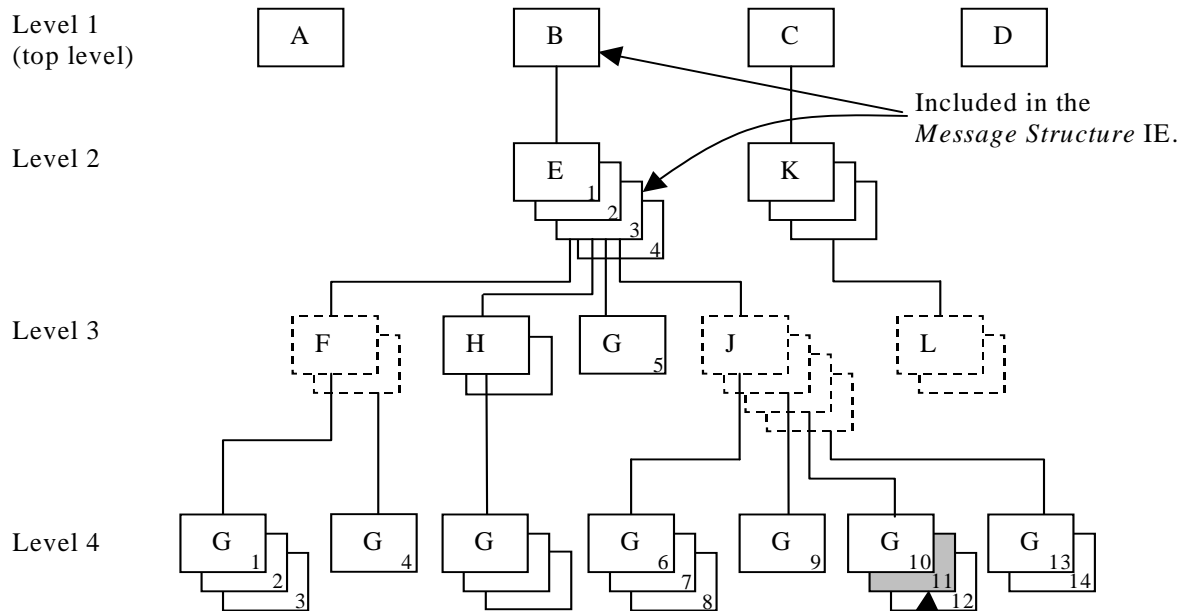 Level 1
(top level)
A
B
C
D
Included in the
Message Structure IE.
Level 2
E
1
2
3
4
K
Level 3
F
H
G
5
J
L
Level 4
G
1
2
3
G
4
G
G
6
7
8
G
9
G
10
11
12
G
13
14